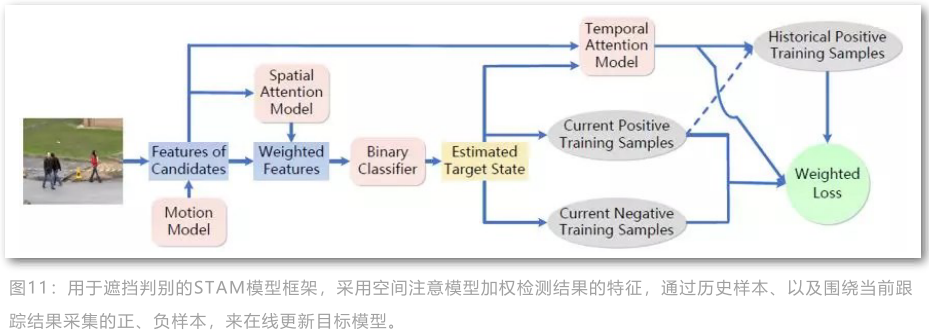 Temporal
Attention
Model
Historical Positive
Training Samples
Spatial
Attention
Model
Current Positive
Training Samples
Features of
Candidates
Weighted
Features
Binary
Classifier
Estimated
Target State
Weighted
Loss
Motion
Model
Current Negative
Training Samples
图11：用于遮挡判别的STAM模型框架，采用空间注意模型加权检测结果的特征，通过历史样本、以及围绕当前跟
踪结果采集的正、负样本，来在线更新目标模型。